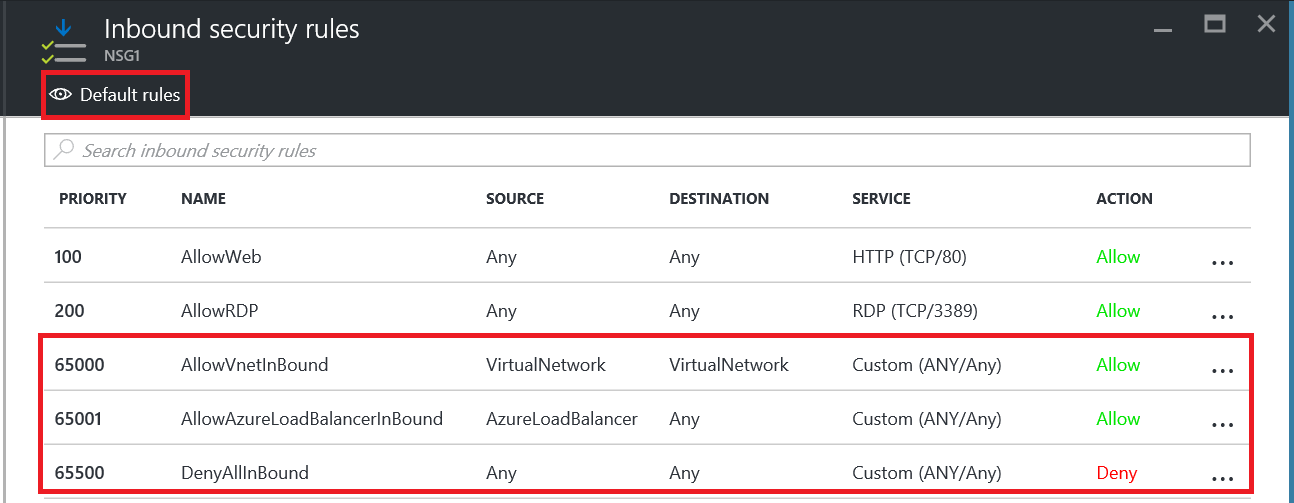 Inbound security rules
NSG1
Default rules
Search inbound security rules
PRIORITY NAME SOURCE DESTINATION SERVICE ACTION
100 AllowWeb Any Any HTTP (TCP/80) Allow ...
200 AllowRDP Any Any RDP (TCP/3389) Allow ...
65000 AllowVnetInBound VirtualNetwork VirtualNetwork Custom (ANY/Any) Allow ...
65001 AllowAzureLoadBalancerInBound AzureLoadBalancer Any Custom (ANY/Any) Allow ...
65500 DenyAllInBound Any Any Custom (ANY/Any) Deny ...